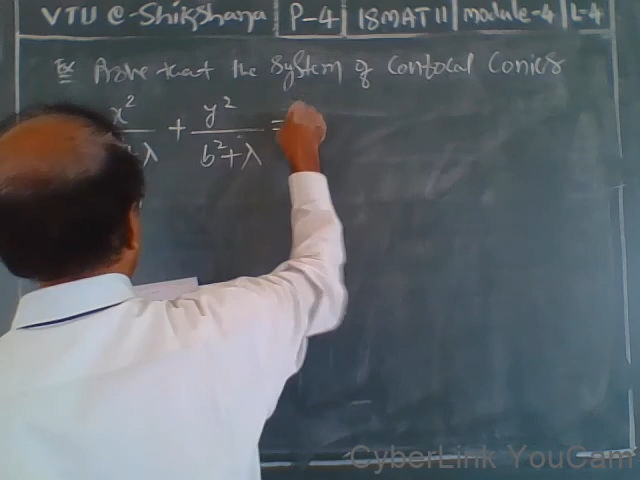 VTU @-Shikshana P-4 18MAT11 module-4 L-4
Ex Prove that the system of Confocal Conics
x² λ + y² / b²+λ =
CyberLink YouCam